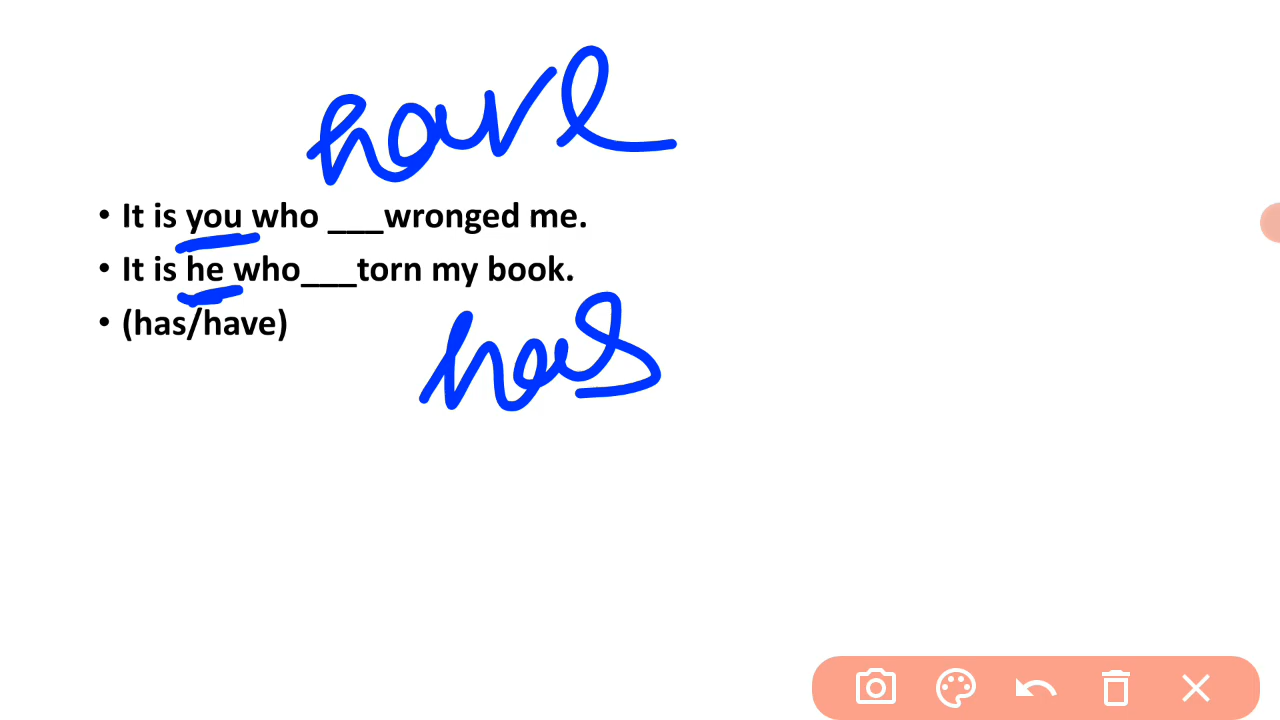 have
• It is you who ___wronged me.
• It is he who___torn my book.
• (has/have)
has